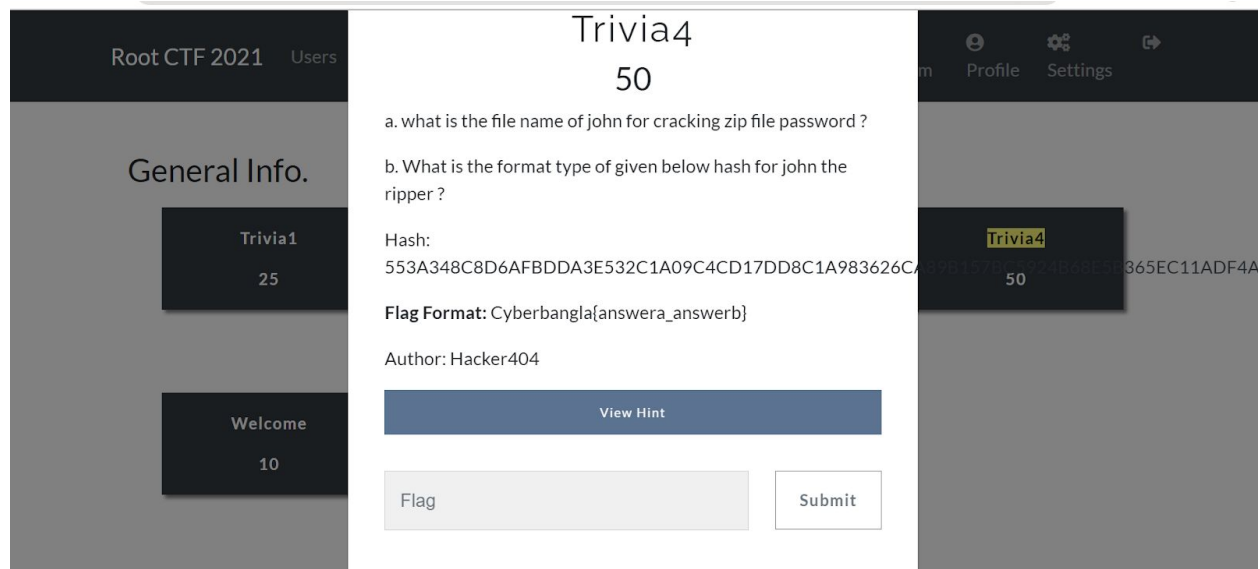 Root CTF 2021 Users
m Profile Settings
General Info.
Trivia1
25
Welcome
10
Trivia4
50
Trivia4
50
a. what is the file name of john for cracking zip file password ?
b. What is the format type of given below hash for john the
ripper ?
Hash:
553A348C8D6AFBDDA3E532C1A09C4CD17DD8C1A983626CA89B157BC5924B68E5B365EC11ADF4A
Flag Format: Cyberbangla{answera_answerb}
Author: Hacker404
View Hint
Flag
Submit